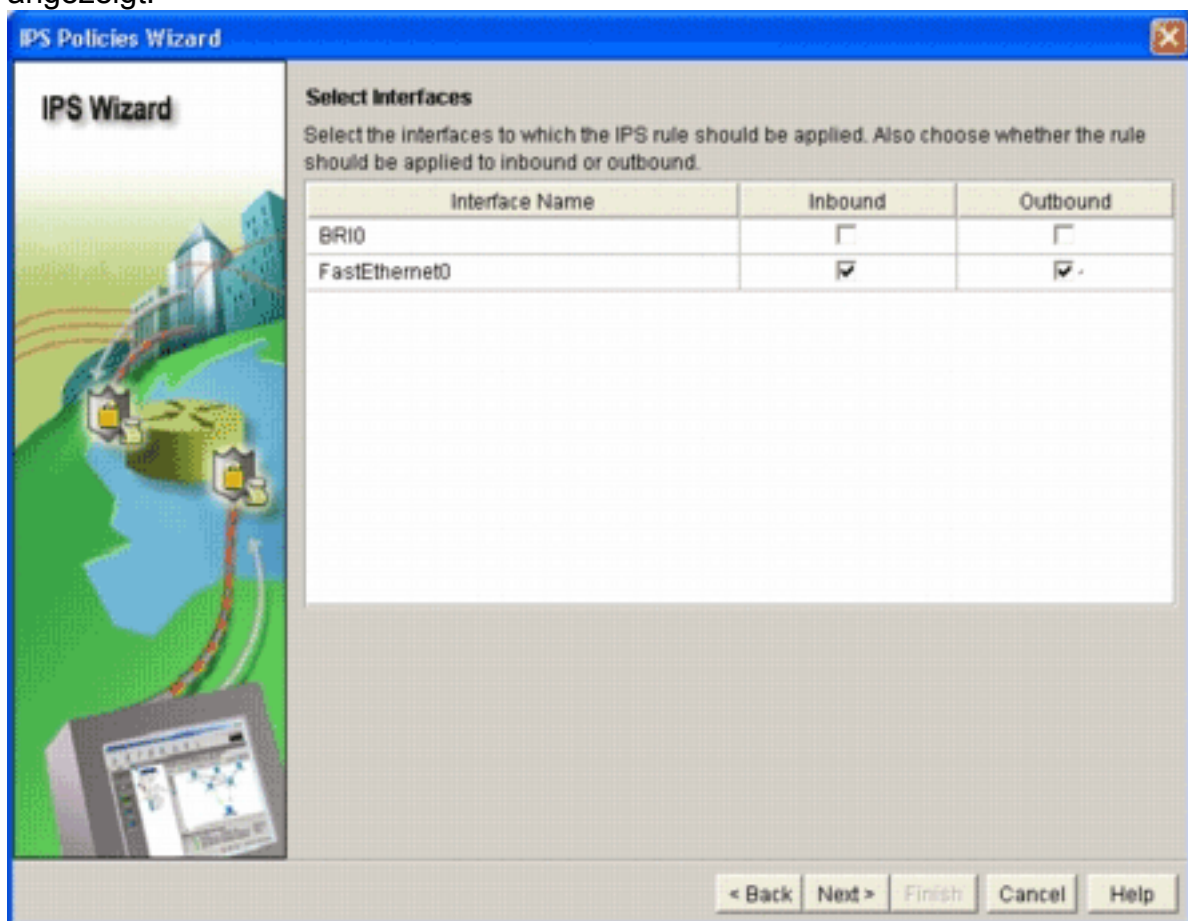 angezeigt.
IPS Policies Wizard
IPS Wizard
Select Interfaces
Select the interfaces to which the IPS rule should be applied. Also choose whether the rule
should be applied to inbound or outbound.
Interface Name Inbound Outbound
BRI0
FastEthernet0
< Back Next > Finish Cancel Help